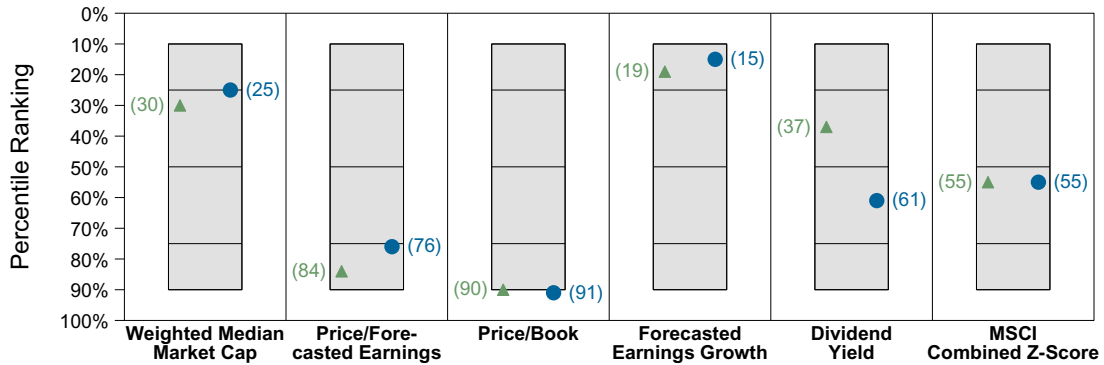 Percentile Ranking
0%
10%
20%
30%
40%
50%
60%
70%
80%
90%
100%
(30)
(25)
(84)
(76)
(90)
(91)
(19)
(15)
(37)
(61)
(55)
(55)
Weighted Median
Market Cap
Price/Fore-
casted Earnings
Price/Book
Forecasted
Earnings Growth
Dividend
Yield
MSCI
Combined Z-Score